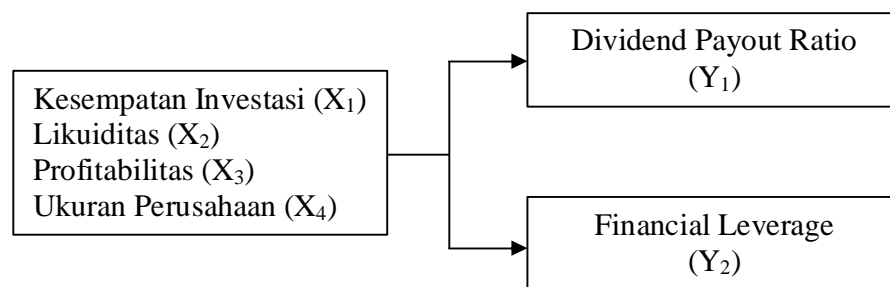 Kesempatan Investasi (X₁)
Likuiditas (X₂)
Profitabilitas (X₃)
Ukuran Perusahaan (X₄)
Dividend Payout Ratio
(Y₁)
Financial Leverage
(Y₂)